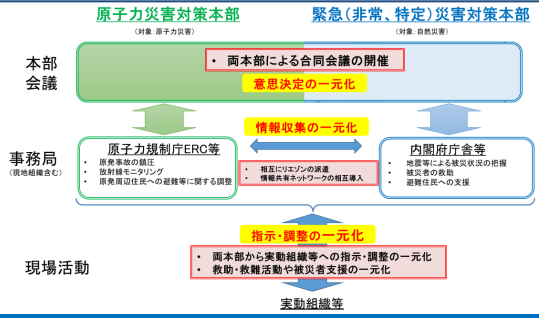 原子力災害対策本部
(対象:原子力災害)
緊急(非常、特定)災害対策本部
(対象:自然災害)
本部
会議
・ 両本部による合同会議の開催
意思決定の一元化
情報収集の一元化
事務局
(現地組織含む)
原子力規制庁ERC等
・ 原発事故の鎮圧
・ 放射線モニタリング
・ 原発周辺住民への避難等に関する調整
・ 相互にリエゾンの派遣
・ 情報共有ネットワークの相互導入
内閣府庁舎等
・ 地震等による被災状況の把握
・ 被災者の救助
・ 避難住民への支援
指示・調整の一元化
現場活動
・ 両本部から実動組織等への指示・調整の一元化
・ 救助・救難活動や被災者支援の一元化
実動組織等